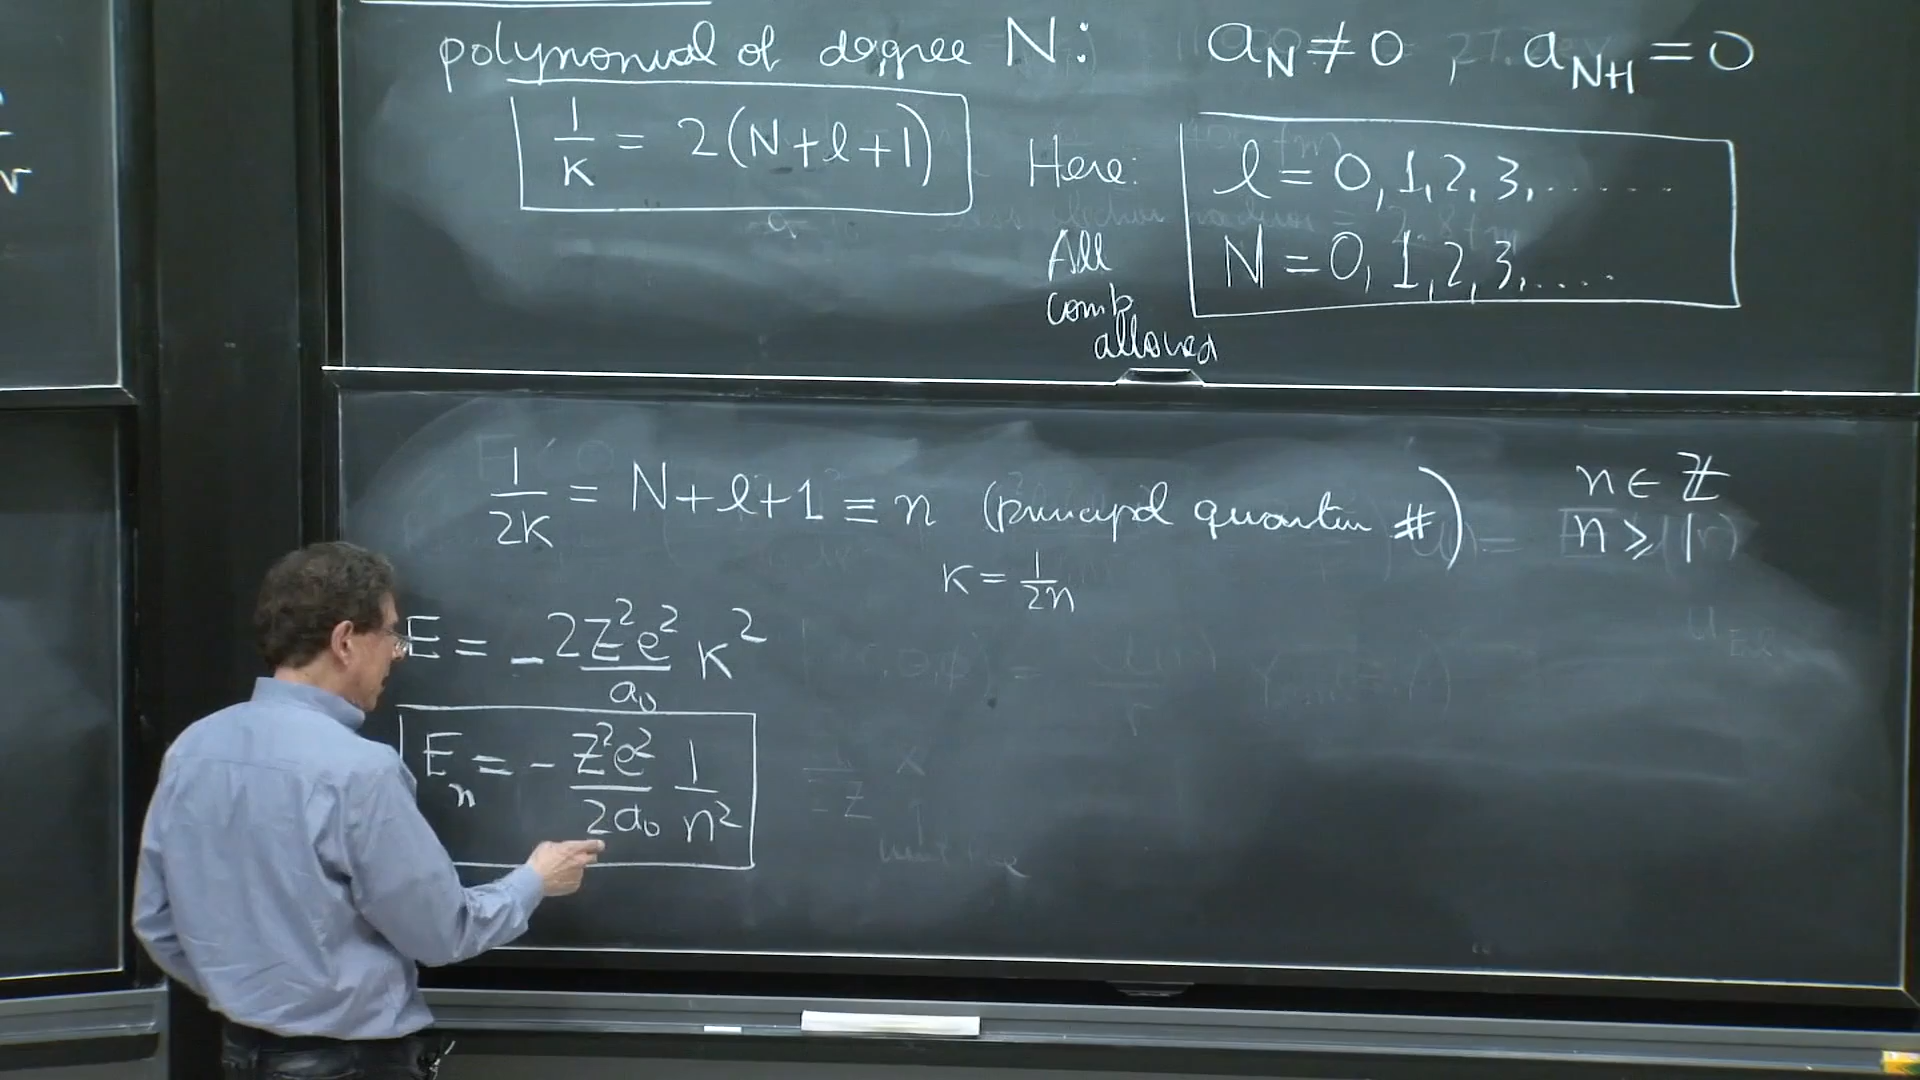 polynomial of degree N: a_N ≠ 0 , a_{N+1} = 0
1/κ = 2(N+ℓ+1)
Here: ℓ = 0, 1, 2, 3, ......
All comb allowed
N = 0, 1, 2, 3, ....
1/2κ = N+ℓ+1 ≡ n (principal quantum #)
n ∈ ℤ
n ⩾ 1
κ = 1/2n
E = -2Z²e²/a₀ κ²
E_n = - Z²e²/2a₀ 1/n²